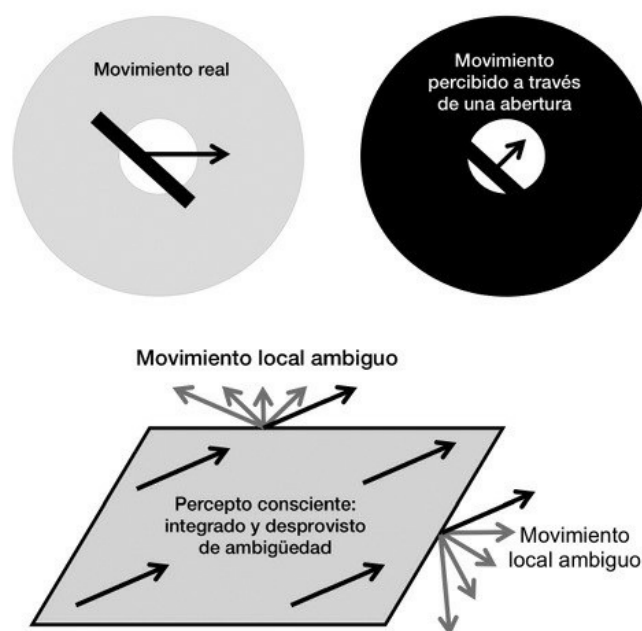 Movimiento real
Movimiento
percibido a través
de una abertura
Movimiento local ambiguo
Percepto consciente:
integrado y desprovisto
de ambigüedad
Movimiento
local ambiguo